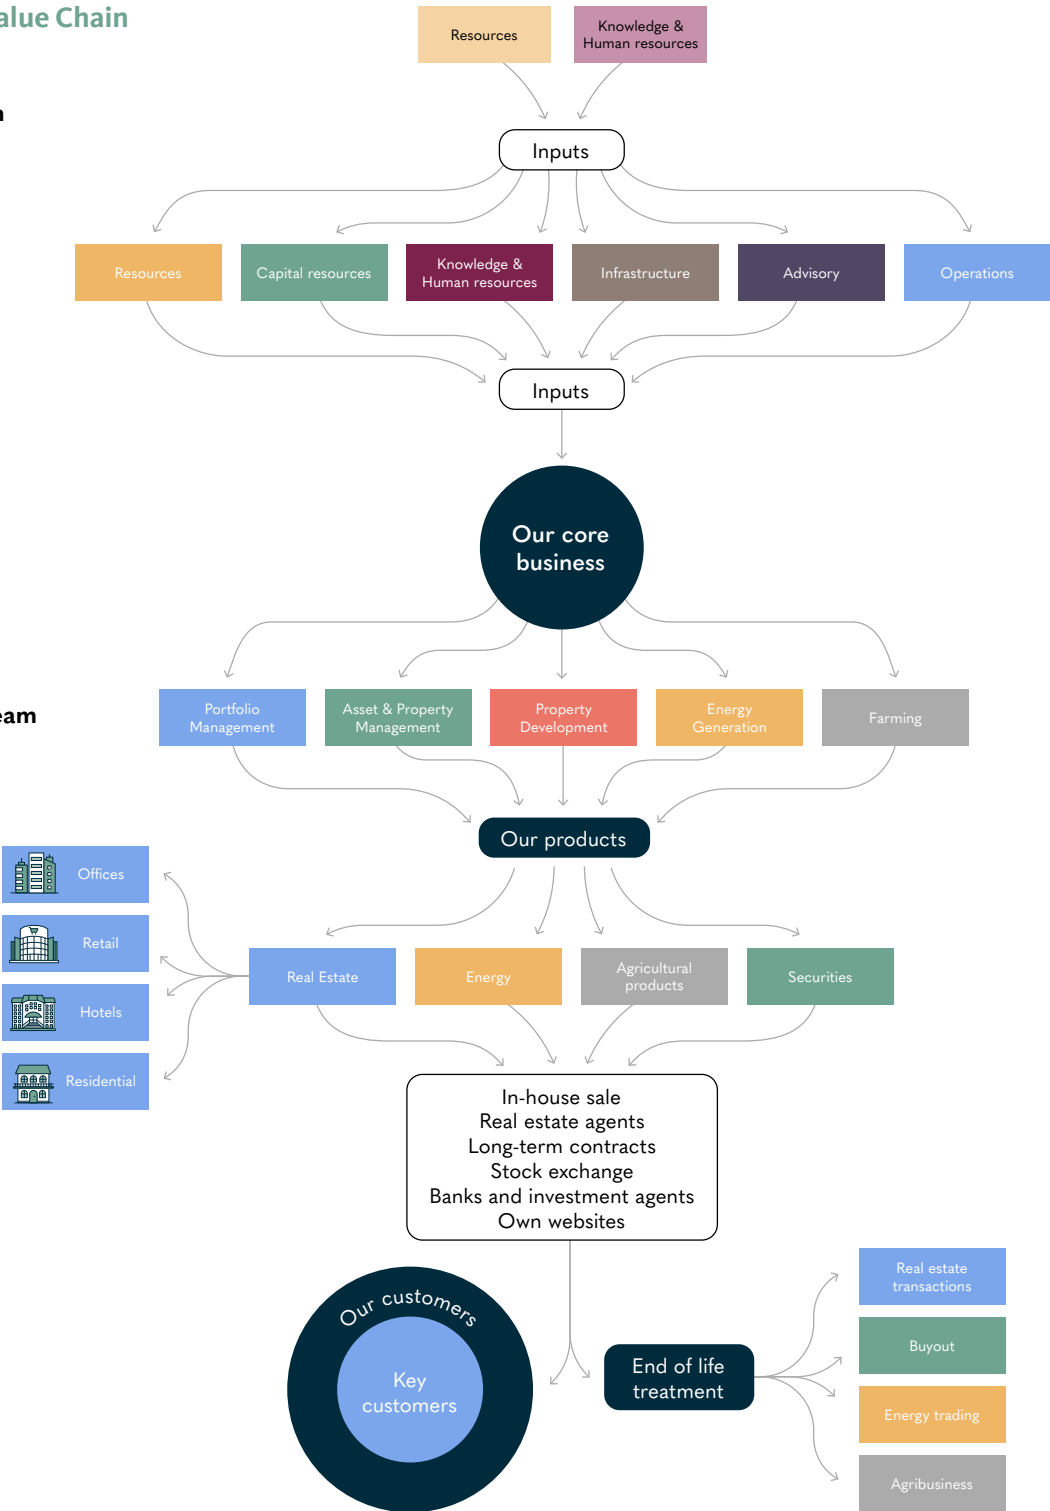 alue Chain
Resources
Knowledge &
Human resources
n
Inputs
Resources
Capital resources
Knowledge &
Human resources
Infrastructure
Advisory
Operations
Inputs
Our core
business
eam
Portfolio
Management
Asset & Property
Management
Property
Development
Energy
Generation
Farming
Our products
Offices
Retail
Hotels
Residential
Real Estate
Energy
Agricultural
products
Securities
In-house sale
Real estate agents
Long-term contracts
Stock exchange
Banks and investment agents
Own websites
Our customers
Key
customers
End of life
treatment
Real estate
transactions
Buyout
Energy trading
Agribusiness